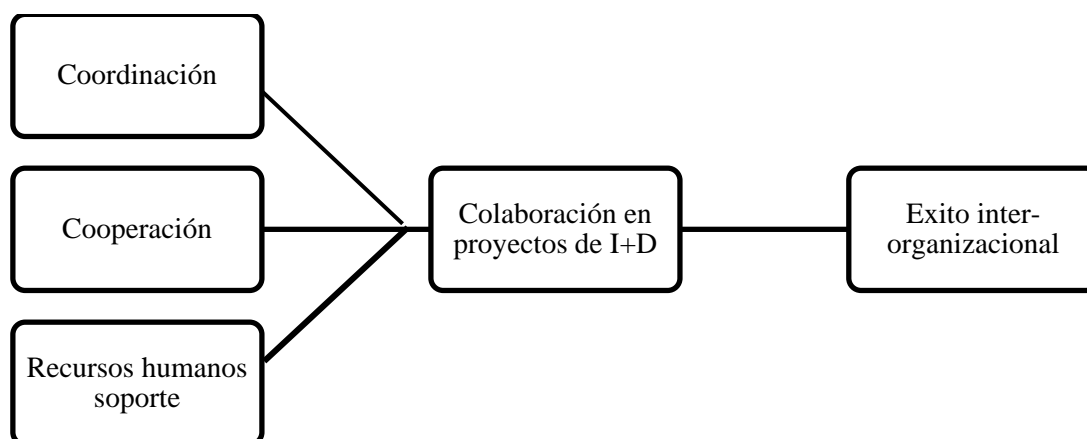 Coordinación
Cooperación
Colaboración en
proyectos de I+D
Exito inter-
organizacional
Recursos humanos
soporte